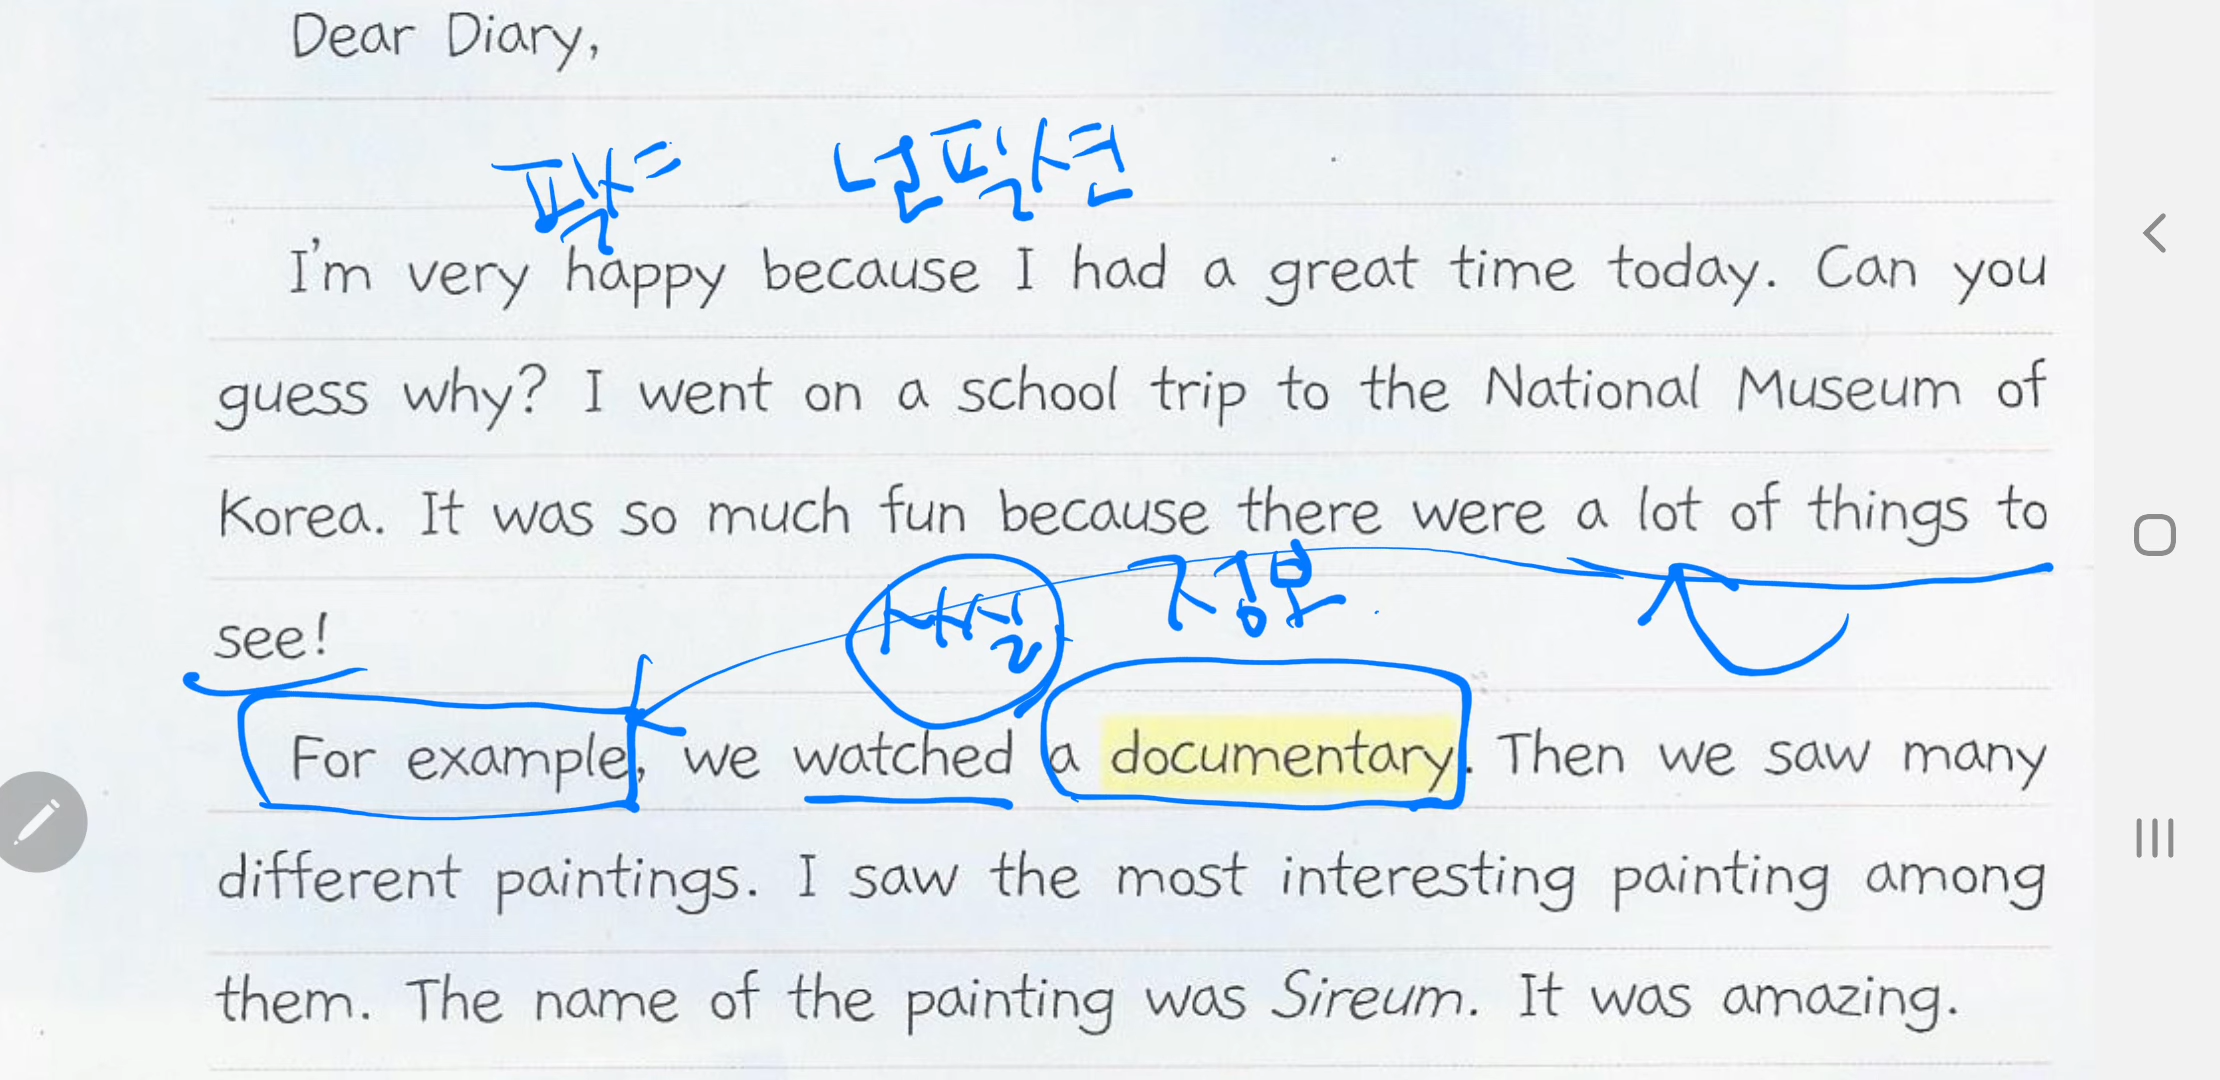 Dear Diary,
팩트 넌픽션
I'm very happy because I had a great time today. Can you
guess why? I went on a school trip to the National Museum of
Korea. It was so much fun because there were a lot of things to
사실 정보
see!
For example, we watched a documentary. Then we saw many
different paintings. I saw the most interesting painting among
them. The name of the painting was Sireum. It was amazing.